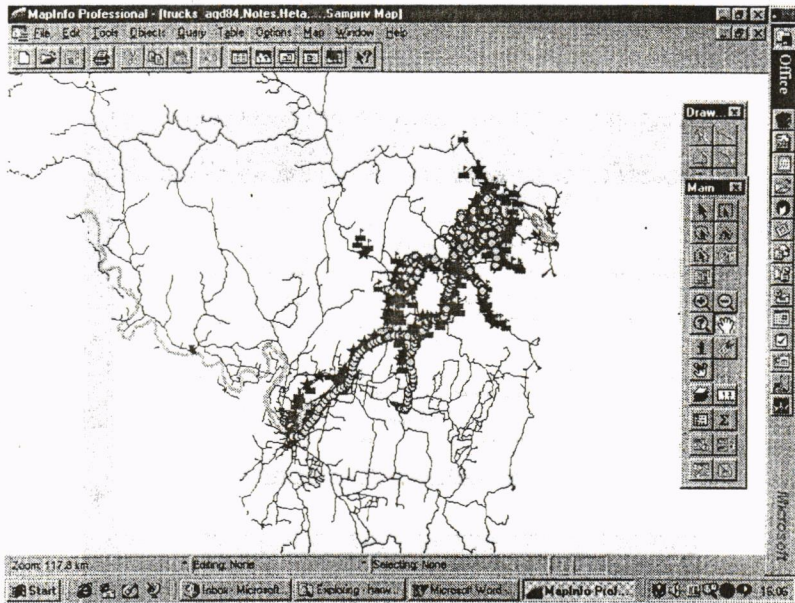 MapInfo Professional - [trucks_agd84,Notes,Heta,...,Sampriv Map]
File Edit Tools Objects Query Table Options Map Window Help
Office
Draw...
Main
Microsoft
Zoom: 117.8 km Editing: None Selecting: None
Start Inbox - Microsoft... Exploring - Microsoft Word - MapInfo Prof... 16:06